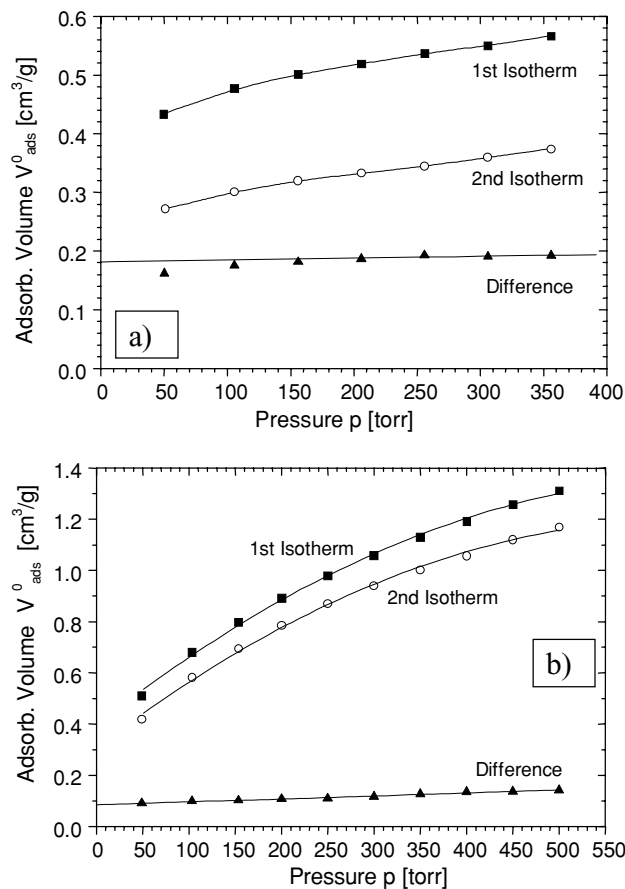 0.6
0.5
0.4
0.3
0.2
0.1
0.0
Adsorb. Volume V⁰ads [cm³/g]
1st Isotherm
2nd Isotherm
Difference
a)
0 50 100 150 200 250 300 350 400
Pressure p [torr]
1.4
1.2
1.0
0.8
0.6
0.4
0.2
0.0
Adsorb. Volume V⁰ads [cm³/g]
1st Isotherm
2nd Isotherm
b)
Difference
0 50 100 150 200 250 300 350 400 450 500 550
Pressure p [torr]